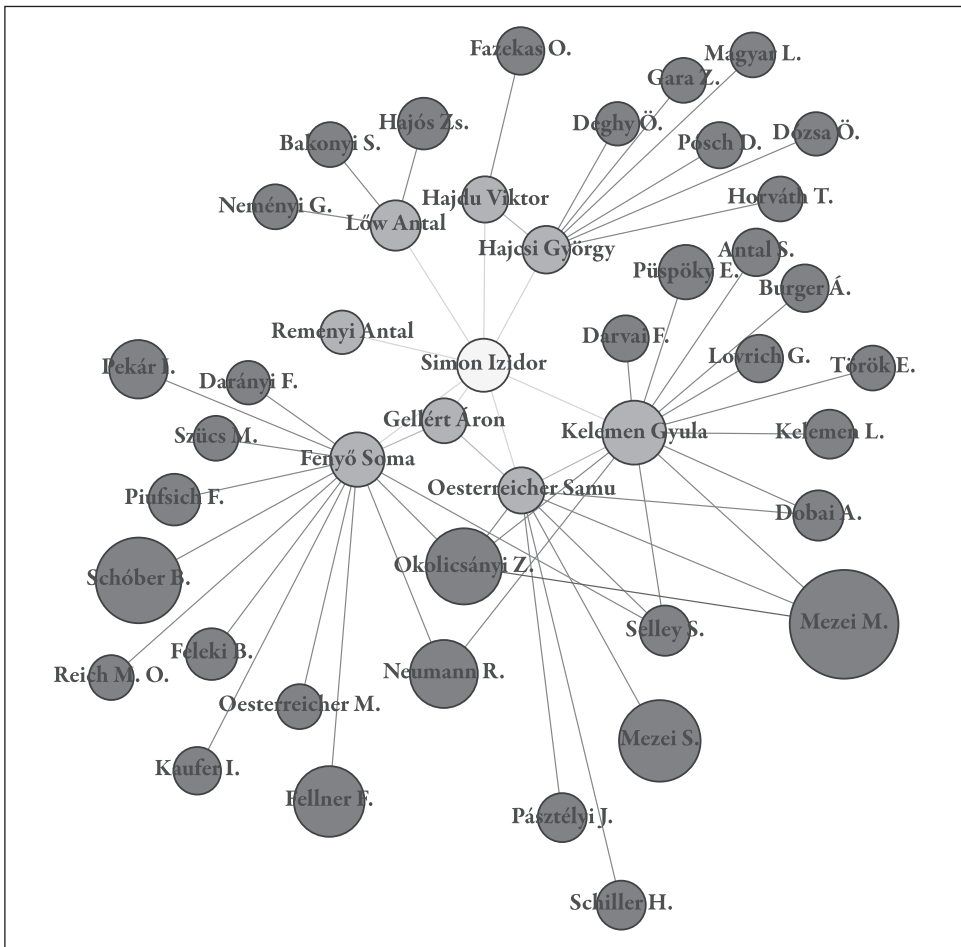 Fazekas O.
Magyar L.
Gara Z.
Hajós Zs.
Deghy Ö.
Dózsa Ö.
Bakonyi S.
Pósch D.
Hajdu Viktor
Horváth T.
Neményi G.
Lőw Antal
Hajcsi György
Antal S.
Püspöky E.
Burger Á.
Reményi Antal
Darvai F.
Simon Izidor
Lovrich G.
Pekár I.
Török E.
Darányi F.
Gellért Áron
Szücs M.
Kelemen Gyula
Kelemen L.
Fenyő Soma
Oesterreicher Samu
Piufsich F.
Dobai A.
Okolicsányi Z.
Schóber B.
Mezei M.
Selley S.
Feleki B.
Reich M. O.
Neumann R.
Oesterreicher M.
Mezei S.
Kaufer I.
Fellner F.
Pásztélyi J.
Schiller H.